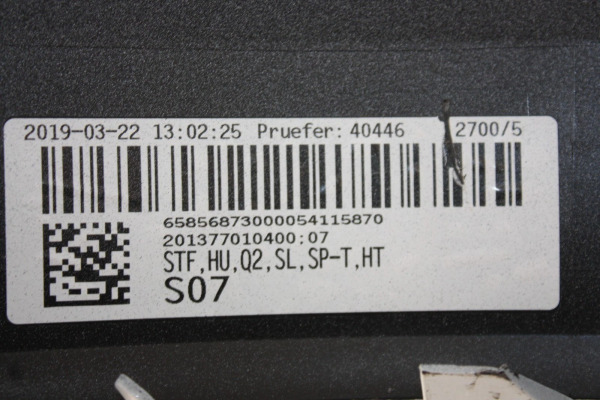 2019-03-22 13:02:25 Pruefer: 40446 2700/5
65856873000054115870
201377010400:07
STF,HU,Q2,SL,SP-T,HT
S07